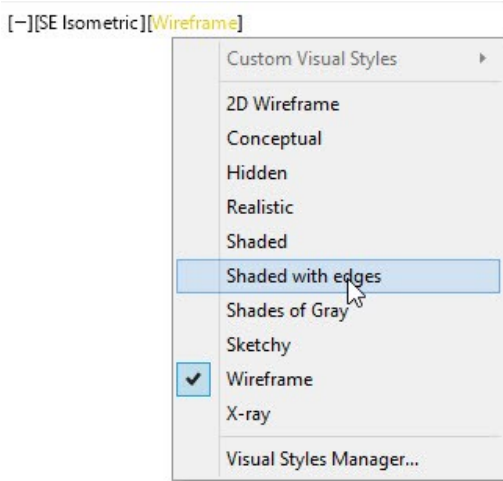 [−][SE Isometric][Wireframe]
Custom Visual Styles
2D Wireframe
Conceptual
Hidden
Realistic
Shaded
Shaded with edges
Shades of Gray
Sketchy
Wireframe
X-ray
Visual Styles Manager...